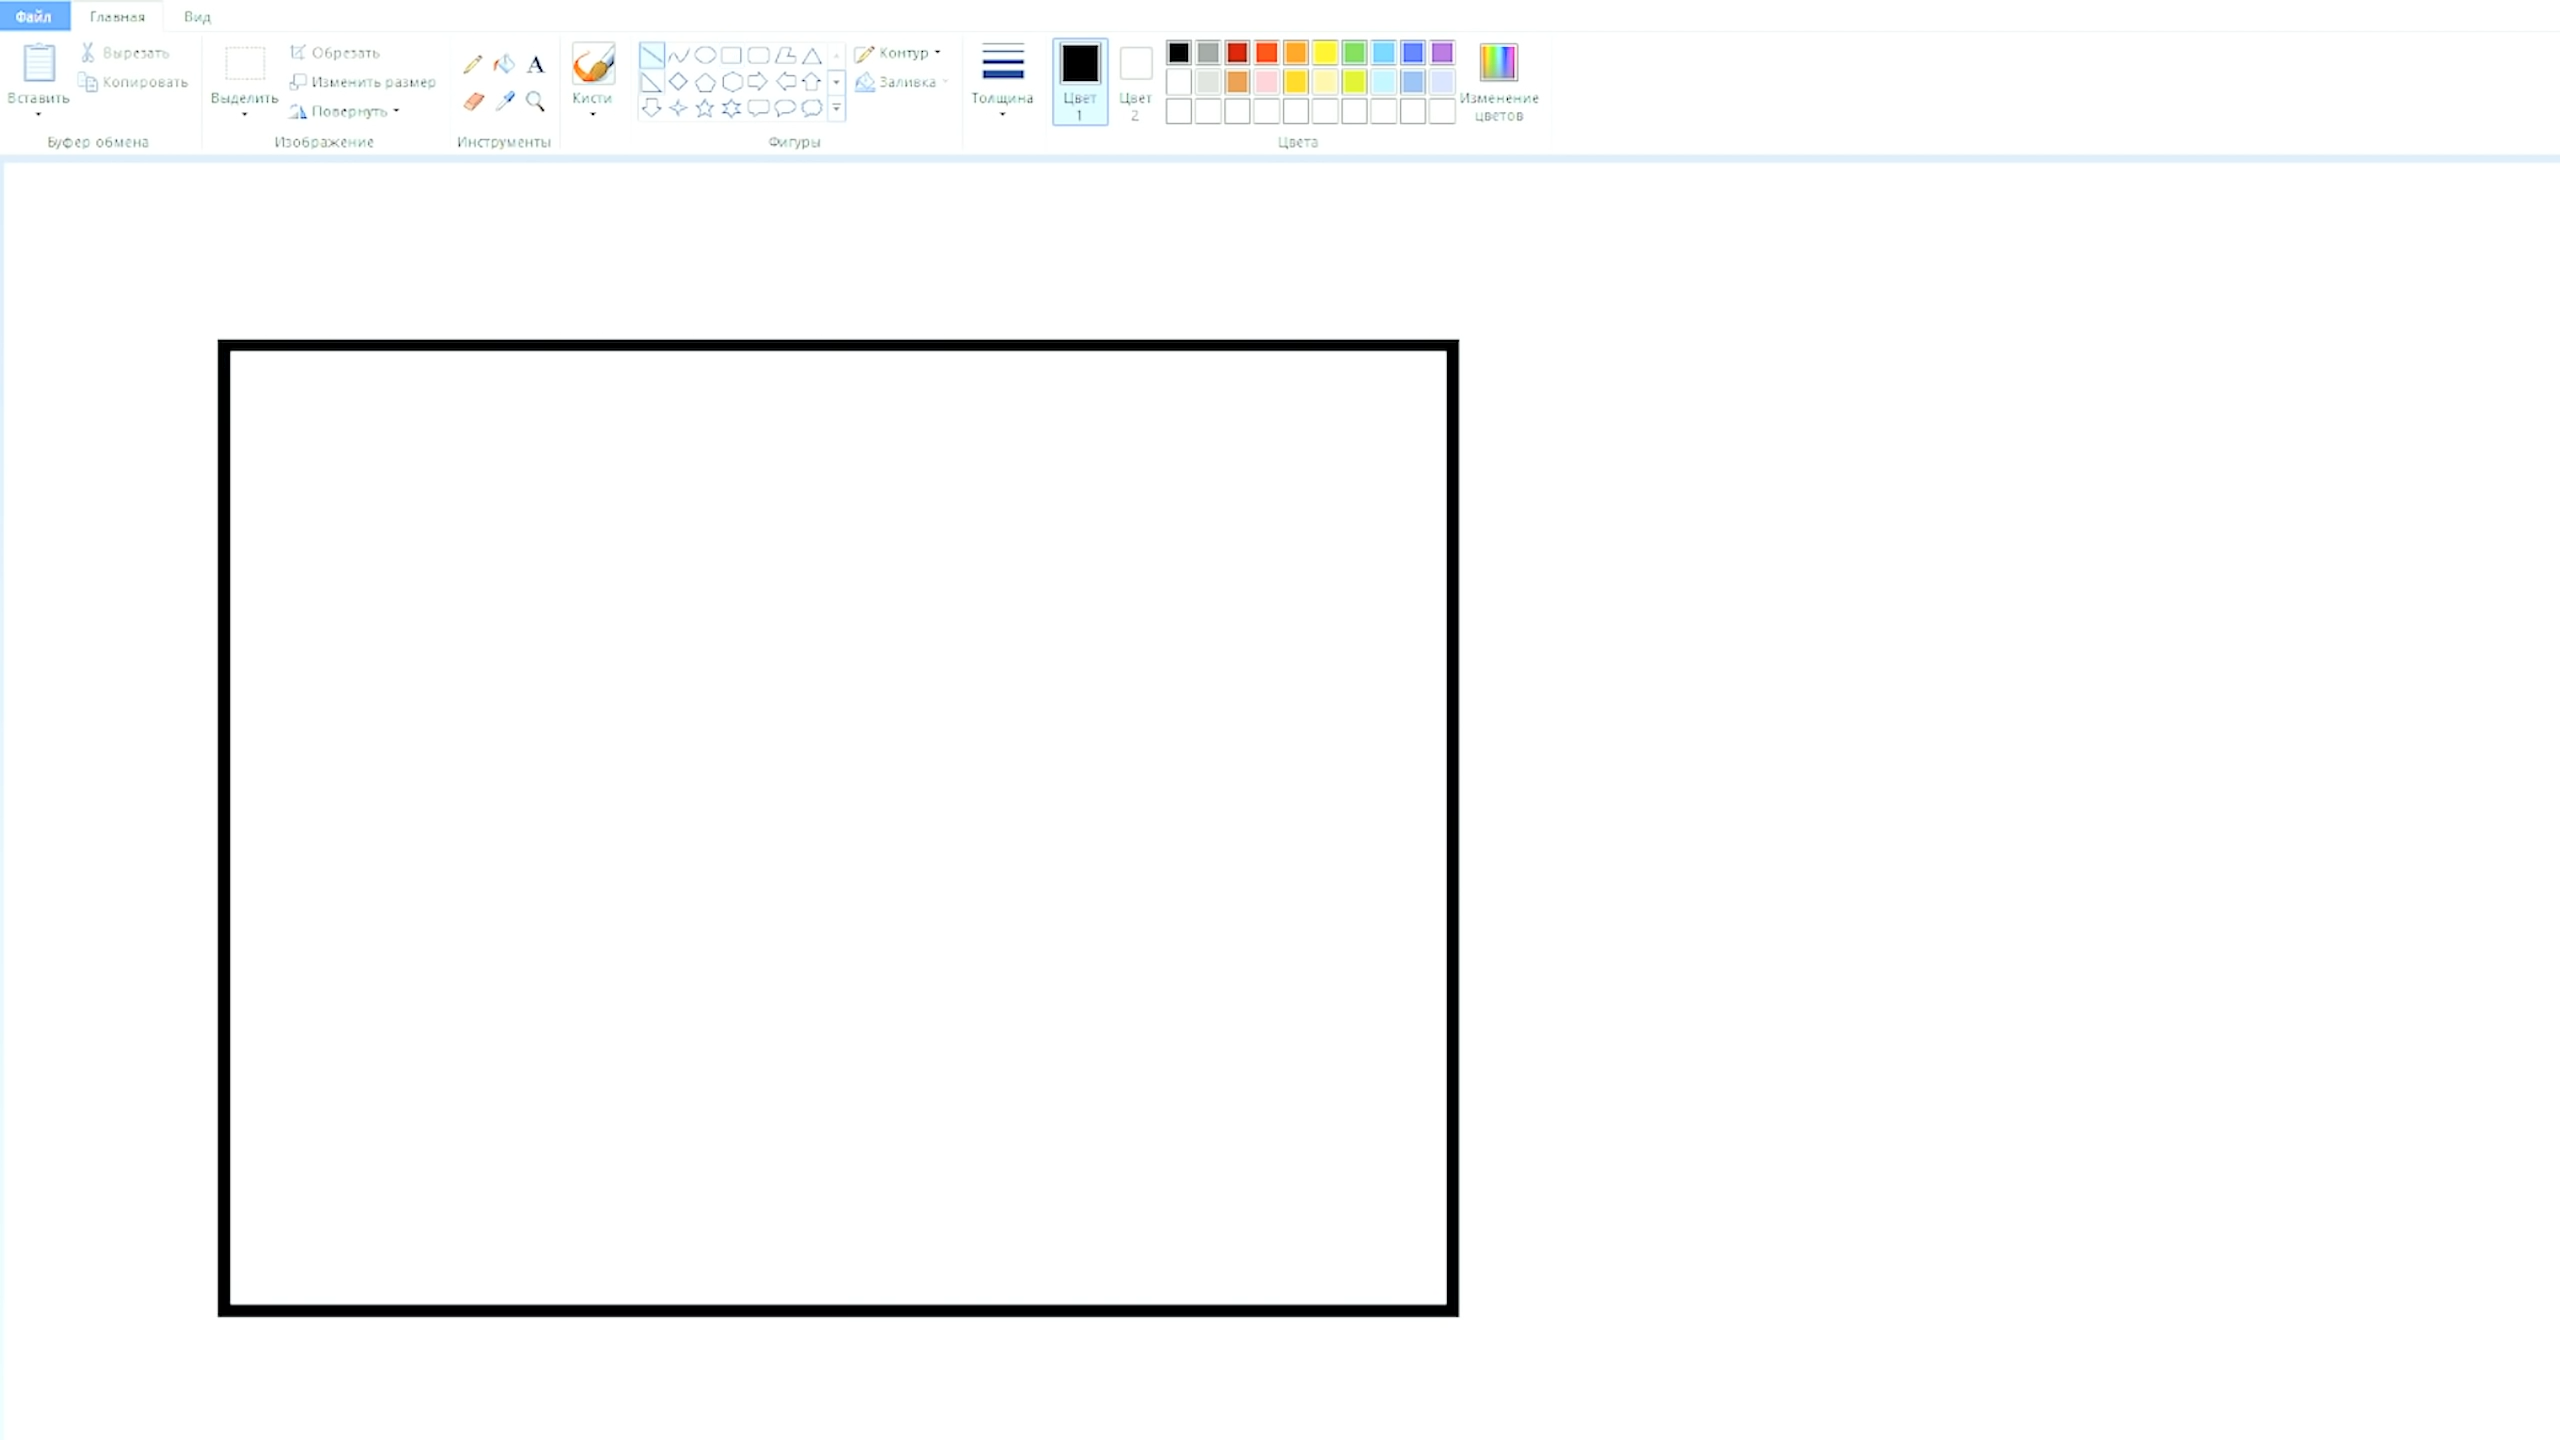 Файл Главная Вид
Вставить
Вырезать
Копировать
Буфер обмена
Выделить
Обрезать
Изменить размер
Повернуть
Изображение
A
Инструменты
Кисти
Контур
Заливка
Фигуры
Толщина
Цвет
1
Цвет
2
Изменение
цветов
Цвета